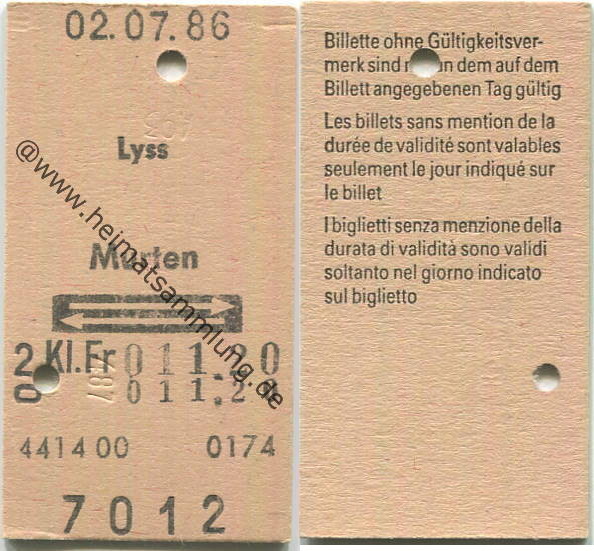 02.07.86
403
Lyss
Murten
2 Kl.Fr 011.20
011.2
487
441400 0174
7012
@www.heimatsammlung.de
Billette ohne Gültigkeitsver-
merk sind an dem auf dem
Billett angegebenen Tag gültig
Les billets sans mention de la
durée de validité sont valables
seulement le jour indiqué sur
le billet
I biglietti senza menzione della
durata di validità sono validi
soltanto nel giorno indicato
sul biglietto